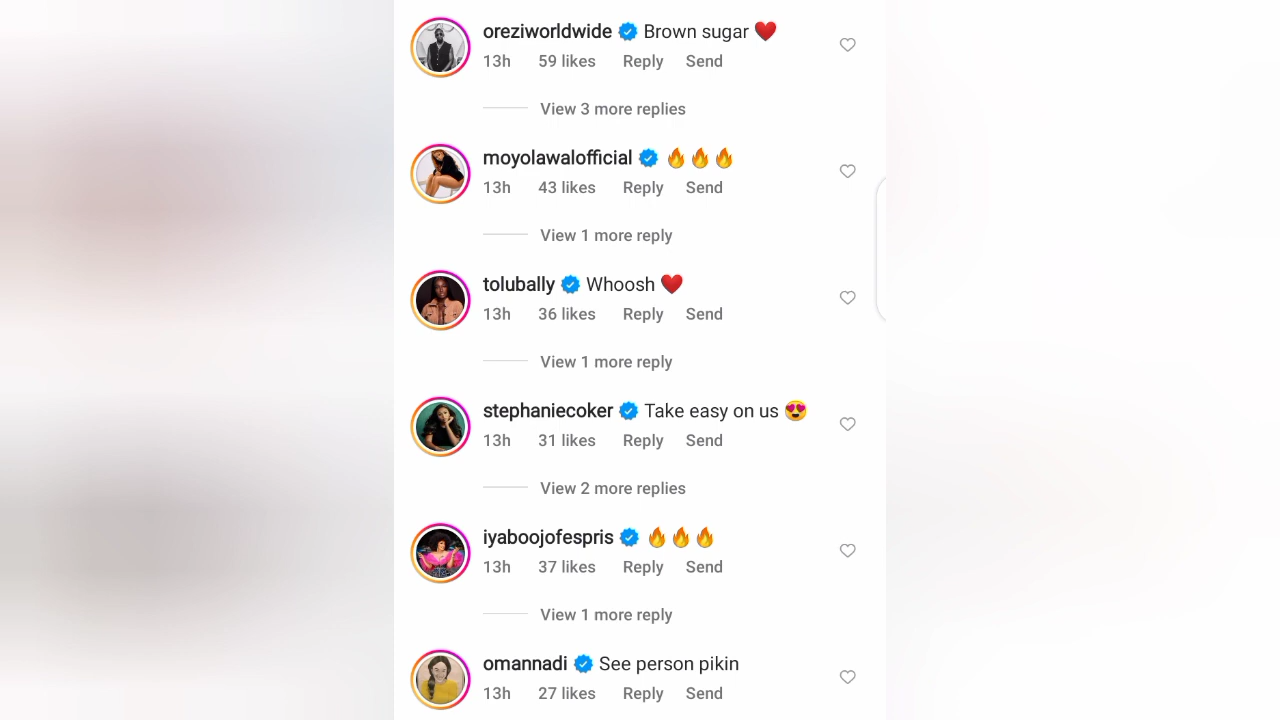 oreziworldwide Brown sugar ❤️
13h 59 likes Reply Send
View 3 more replies
moyolawalofficial 🔥🔥🔥
13h 43 likes Reply Send
View 1 more reply
tolubally Whoosh ❤️
13h 36 likes Reply Send
View 1 more reply
stephaniecoker Take easy on us 😍
13h 31 likes Reply Send
View 2 more replies
iyaboojofespris 🔥🔥🔥
13h 37 likes Reply Send
View 1 more reply
omannadi See person pikin
13h 27 likes Reply Send